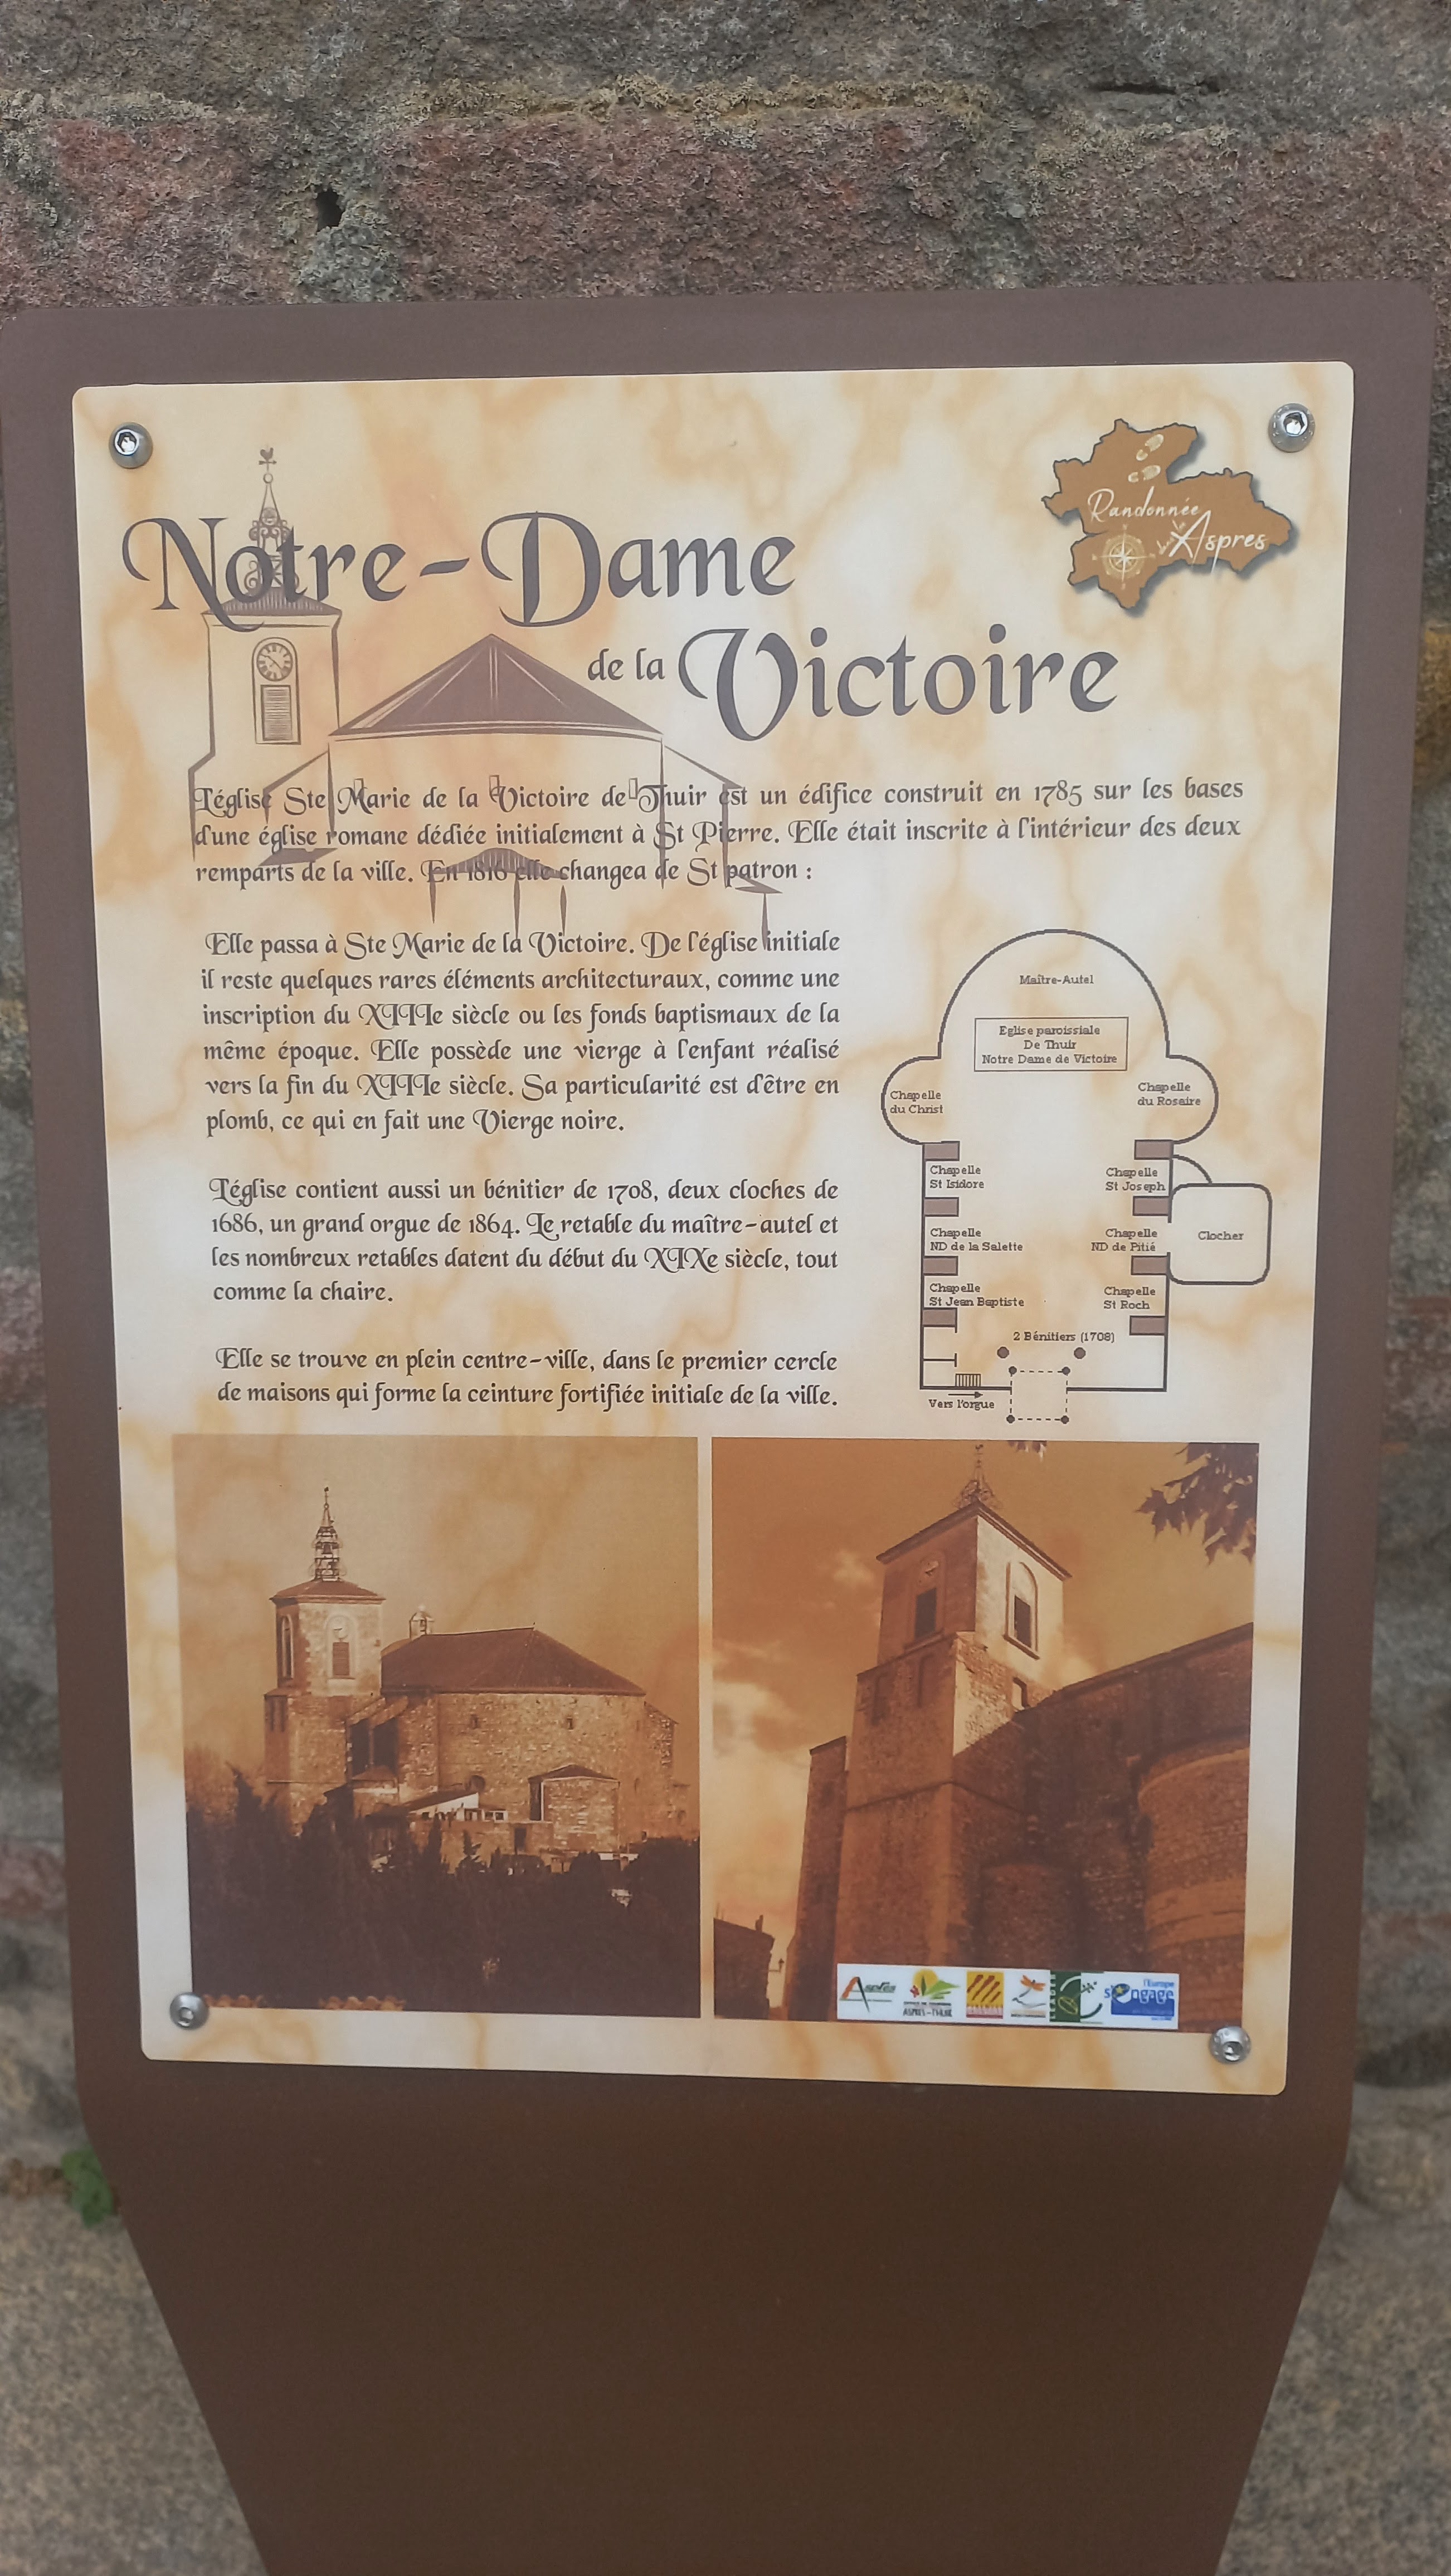 Notre-Dame
de la Victoire
Randonnée
Aspres
L'église Ste Marie de la Victoire de Thuir est un édifice construit en 1785 sur les bases
d'une église romane dédiée initialement à St Pierre. Elle était inscrite à l'intérieur des deux
remparts de la ville. En 1816 elle changea de St patron :
Elle passa à Ste Marie de la Victoire. De l'église initiale
il reste quelques rares éléments architecturaux, comme une
inscription du XIIIe siècle ou les fonds baptismaux de la
même époque. Elle possède une vierge à l'enfant réalisé
vers la fin du XIIIe siècle. Sa particularité est d'être en
plomb, ce qui en fait une Vierge noire.
L'église contient aussi un bénitier de 1708, deux cloches de
1686, un grand orgue de 1864. Le retable du maître-autel et
les nombreux retables datent du début du XIXe siècle, tout
comme la chaire.
Elle se trouve en plein centre-ville, dans le premier cercle
de maisons qui forme la ceinture fortifiée initiale de la ville.
Maître-Autel
Eglise paroissiale
De Thuir
Notre Dame de Victoire
Chapelle
du Christ
Chapelle
du Rosaire
Chapelle
St Isidore
Chapelle
St Joseph
Chapelle
ND de la Salette
Chapelle
ND de Pitié
Clocher
Chapelle
St Jean Baptiste
Chapelle
St Roch
2 Bénitiers (1708)
Vers l'orgue
Aspres
ASPRES-THUIR
LEADER
l'Europe
s'engage